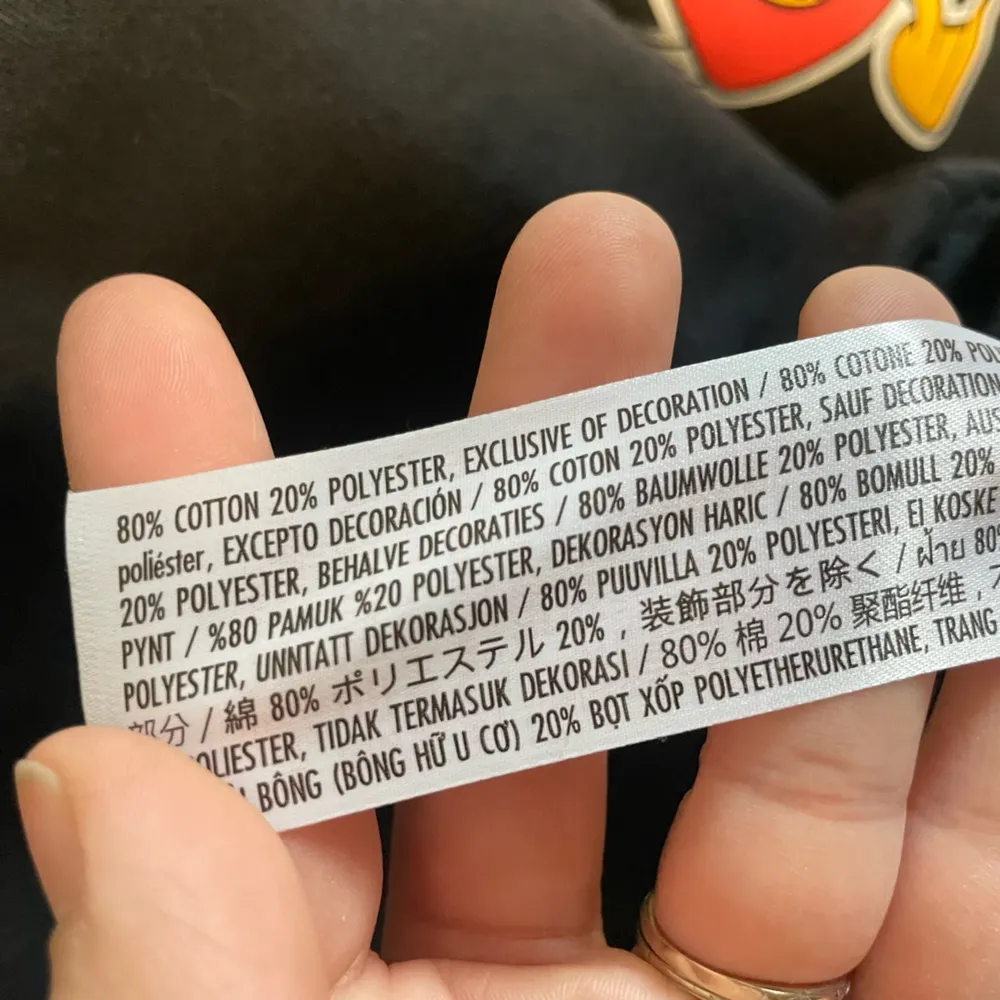 80% COTTON 20% POLYESTER, EXCLUSIVE OF DECORATION / 80% COTONE 20%
poliéster, EXCEPTO DECORACIÓN / 80% COTON 20% POLYESTER, SAUF DECORATION
20% POLYESTER, BEHALVE DECORATIES / 80% BAUMWOLLE 20% POLYESTER,
PYNT / %80 PAMUK %20 POLYESTER, DEKORASYON HARIC / 80% BOMULL 20%
POLYESTER, UNNTATT DEKORASJON / 80% PUUVILLA 20% POLYESTERI, EI KOSKE
部分 / 綿 80% ポリエステル 20% , 装飾部分を除く / ฝ้าย 80%
TIDAK TERMASUK DEKORASI / 80% 棉 20% 聚酯纤维 ,
BÔNG (BÔNG HỮU CƠ) 20% BỌT XỐP POLYETHERURETHANE, TRANG